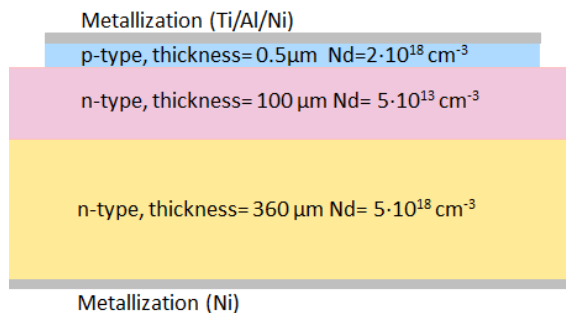 Metallization (Ti/Al/Ni)
p-type, thickness= 0.5µm  Nd=2·10¹⁸ cm⁻³
n-type, thickness= 100 µm Nd= 5·10¹³ cm⁻³
n-type, thickness= 360 µm Nd= 5·10¹⁸ cm⁻³
Metallization (Ni)